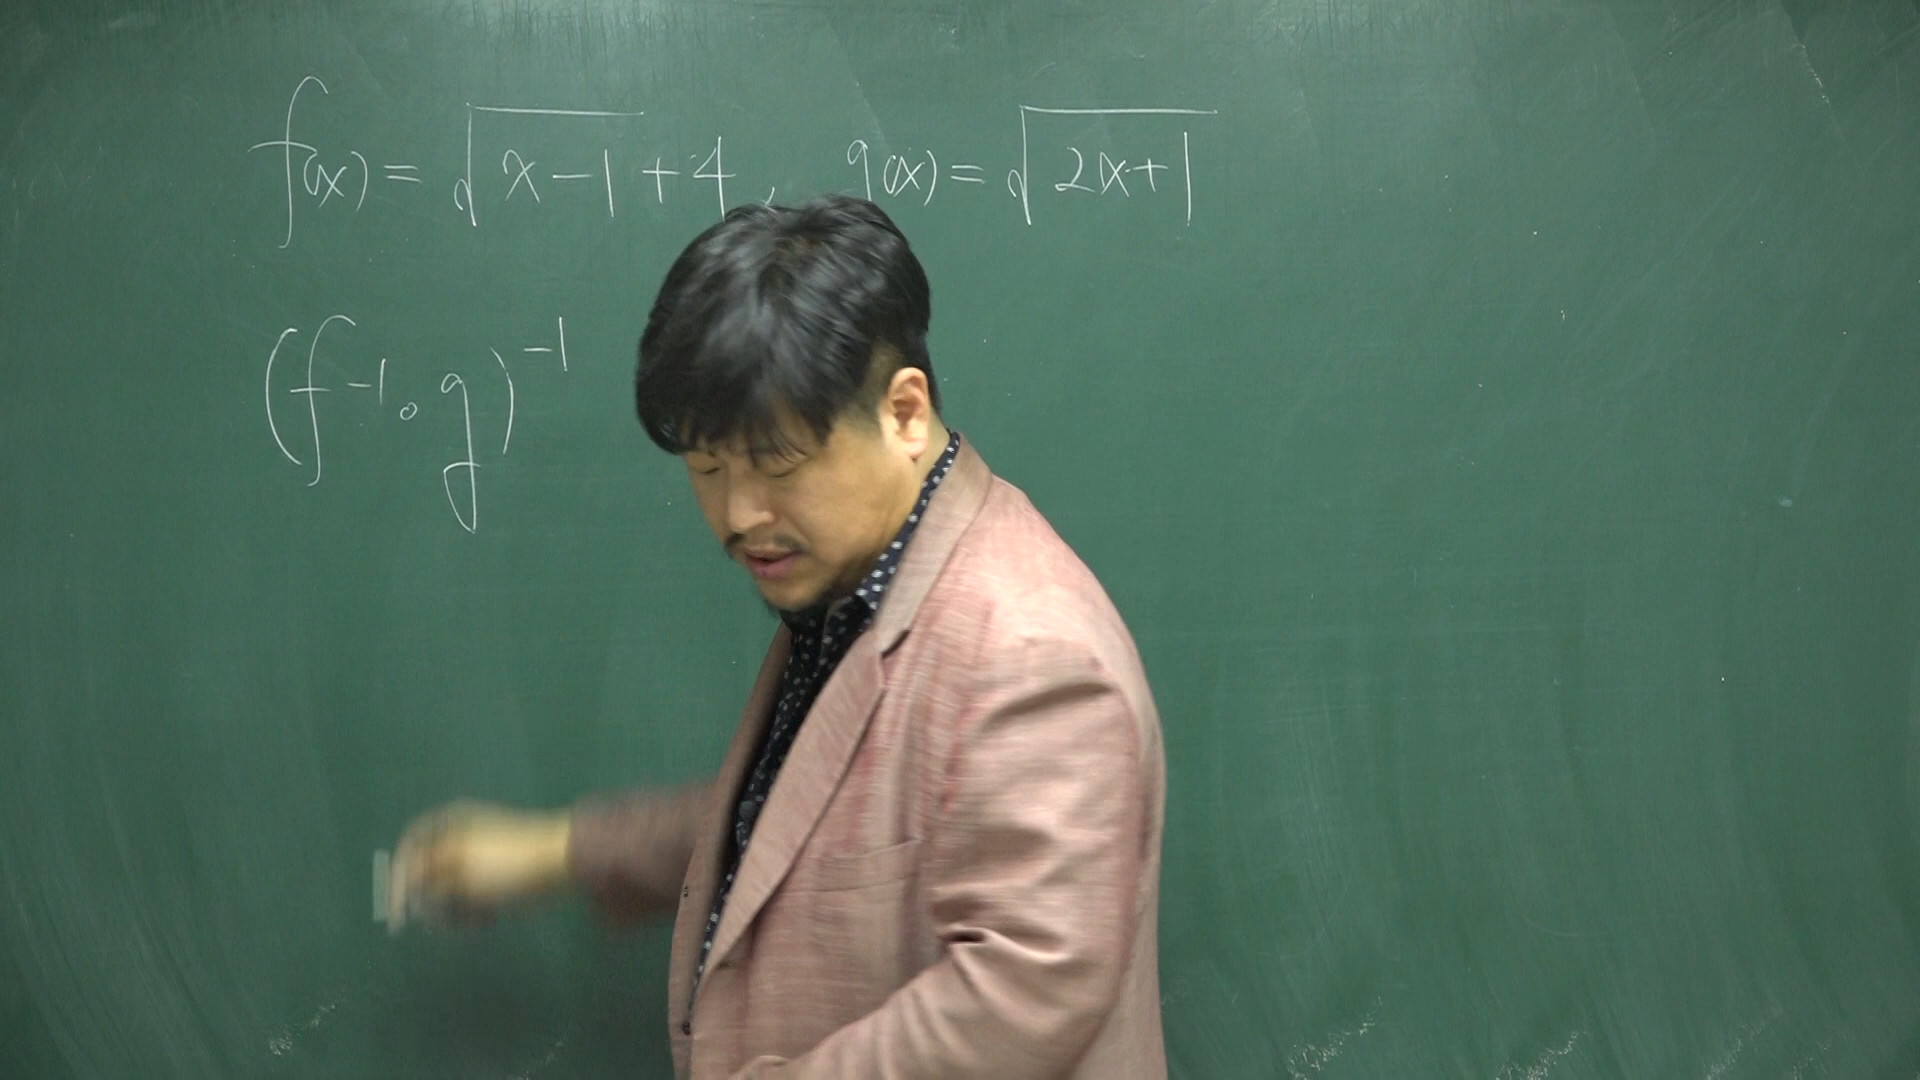 f(x) = √(x-1) + 4, g(x) = √(2x+1)
(f⁻¹∘g)⁻¹